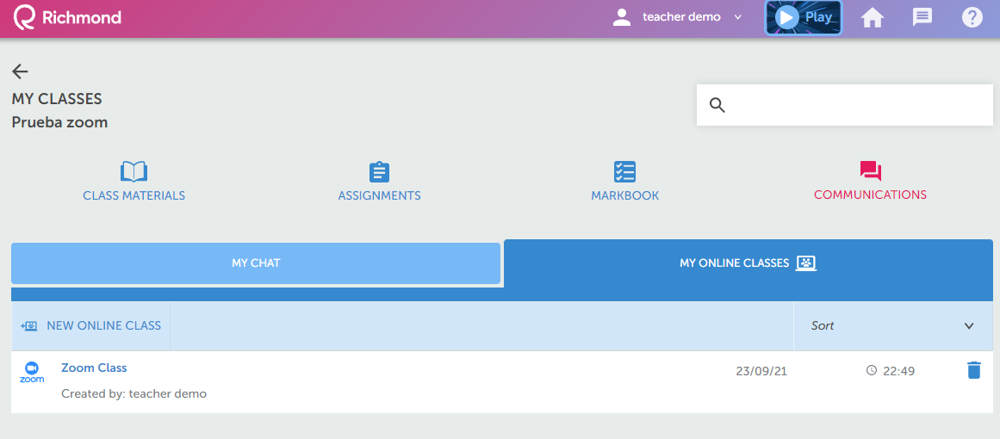 Richmond
teacher demo
Play
MY CLASSES
Prueba zoom
CLASS MATERIALS
ASSIGNMENTS
MARKBOOK
COMMUNICATIONS
MY CHAT
MY ONLINE CLASSES
NEW ONLINE CLASS
Sort
zoom
Zoom Class
23/09/21
22:49
Created by: teacher demo